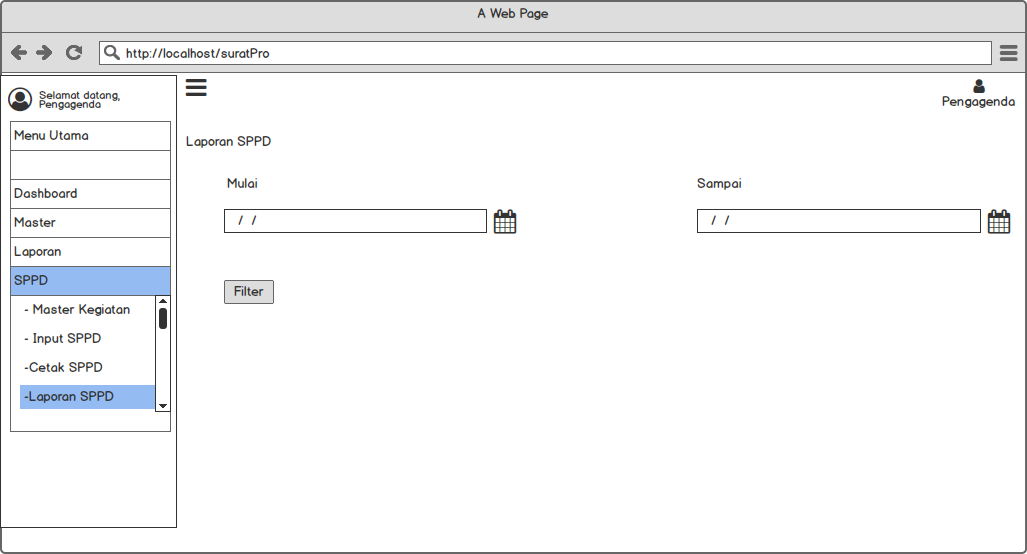 A Web Page
http://localhost/suratPro
Selamat datang,
Pengagenda
Pengagenda
Menu Utama
Dashboard
Master
Laporan
SPPD
- Master Kegiatan
- Input SPPD
-Cetak SPPD
-Laporan SPPD
Laporan SPPD
Mulai
Sampai
/ /
/ /
Filter